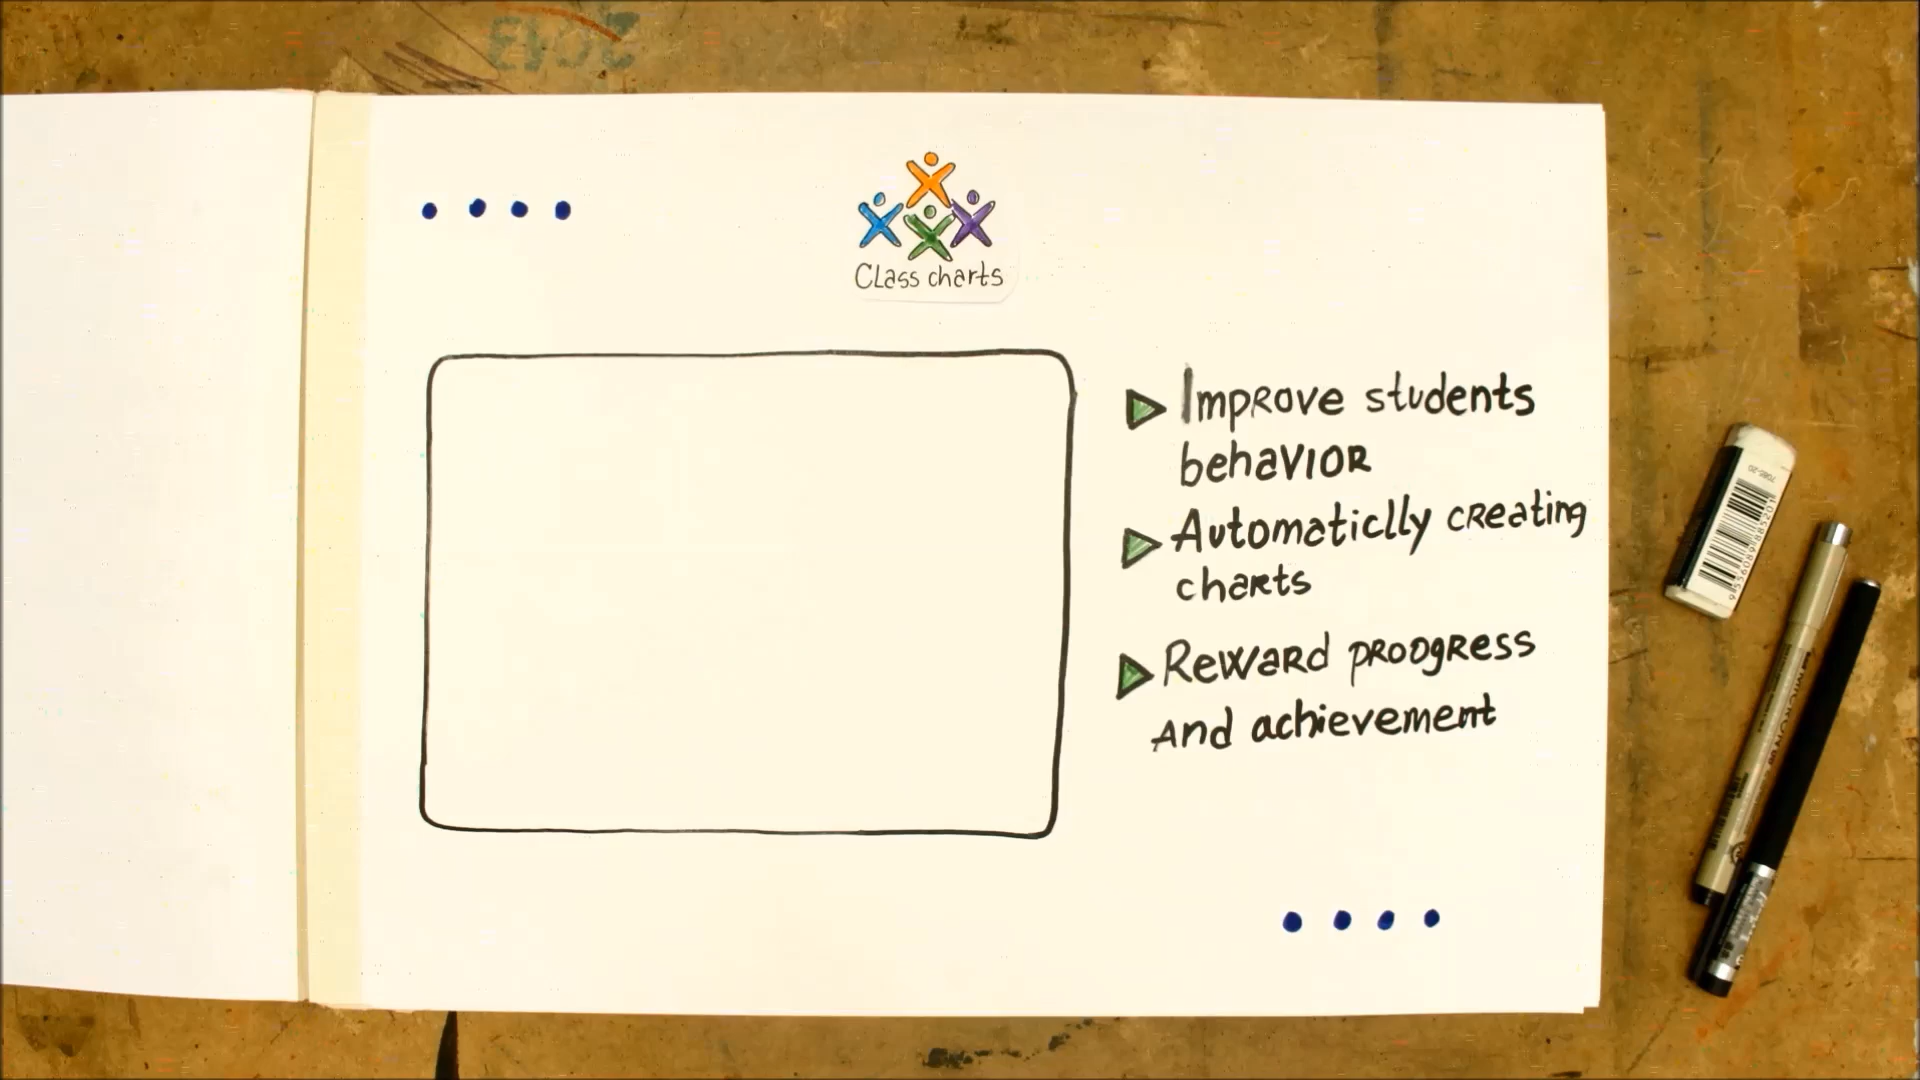 Class charts
Improve students
behavior
Automaticlly creating
charts
Reward proogress
and achievement